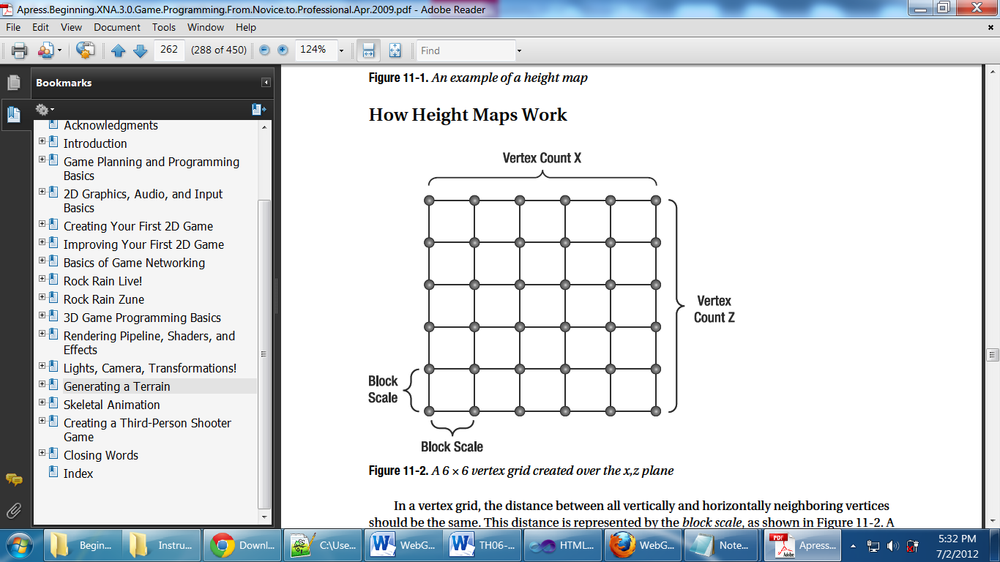 Apress.Beginning.XNA.3.0.Game.Programming.From.Novice.to.Professional.Apr.2009.pdf - Adobe Reader
File Edit View Document Tools Window Help
262 (288 of 450) 124% Find
Bookmarks
Acknowledgments
Introduction
Game Planning and Programming
Basics
2D Graphics, Audio, and Input
Basics
Creating Your First 2D Game
Improving Your First 2D Game
Basics of Game Networking
Rock Rain Live!
Rock Rain Zune
3D Game Programming Basics
Rendering Pipeline, Shaders, and
Effects
Lights, Camera, Transformations!
Generating a Terrain
Skeletal Animation
Creating a Third-Person Shooter
Game
Closing Words
Index
Figure 11-1. An example of a height map
How Height Maps Work
Vertex Count X
Vertex
Count Z
Block
Scale
Block Scale
Figure 11-2. A 6 × 6 vertex grid created over the x,z plane
In a vertex grid, the distance between all vertically and horizontally neighboring vertices
should be the same. This distance is represented by the block scale, as shown in Figure 11-2. A
Begin... Instru... Downl... C:\Use... WebG... TH06-... HTML... WebG... Note... PDF Apress...
5:32 PM
7/2/2012